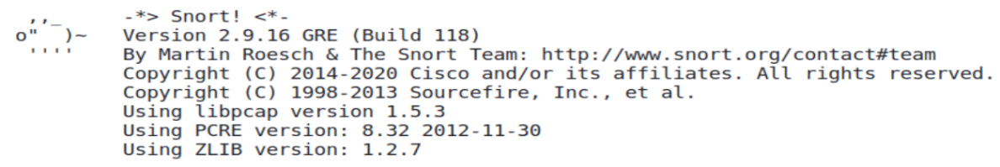 ,,_ -*> Snort! <*-
o" )~ Version 2.9.16 GRE (Build 118)
'''' By Martin Roesch & The Snort Team: http://www.snort.org/contact#team
Copyright (C) 2014-2020 Cisco and/or its affiliates. All rights reserved.
Copyright (C) 1998-2013 Sourcefire, Inc., et al.
Using libpcap version 1.5.3
Using PCRE version: 8.32 2012-11-30
Using ZLIB version: 1.2.7